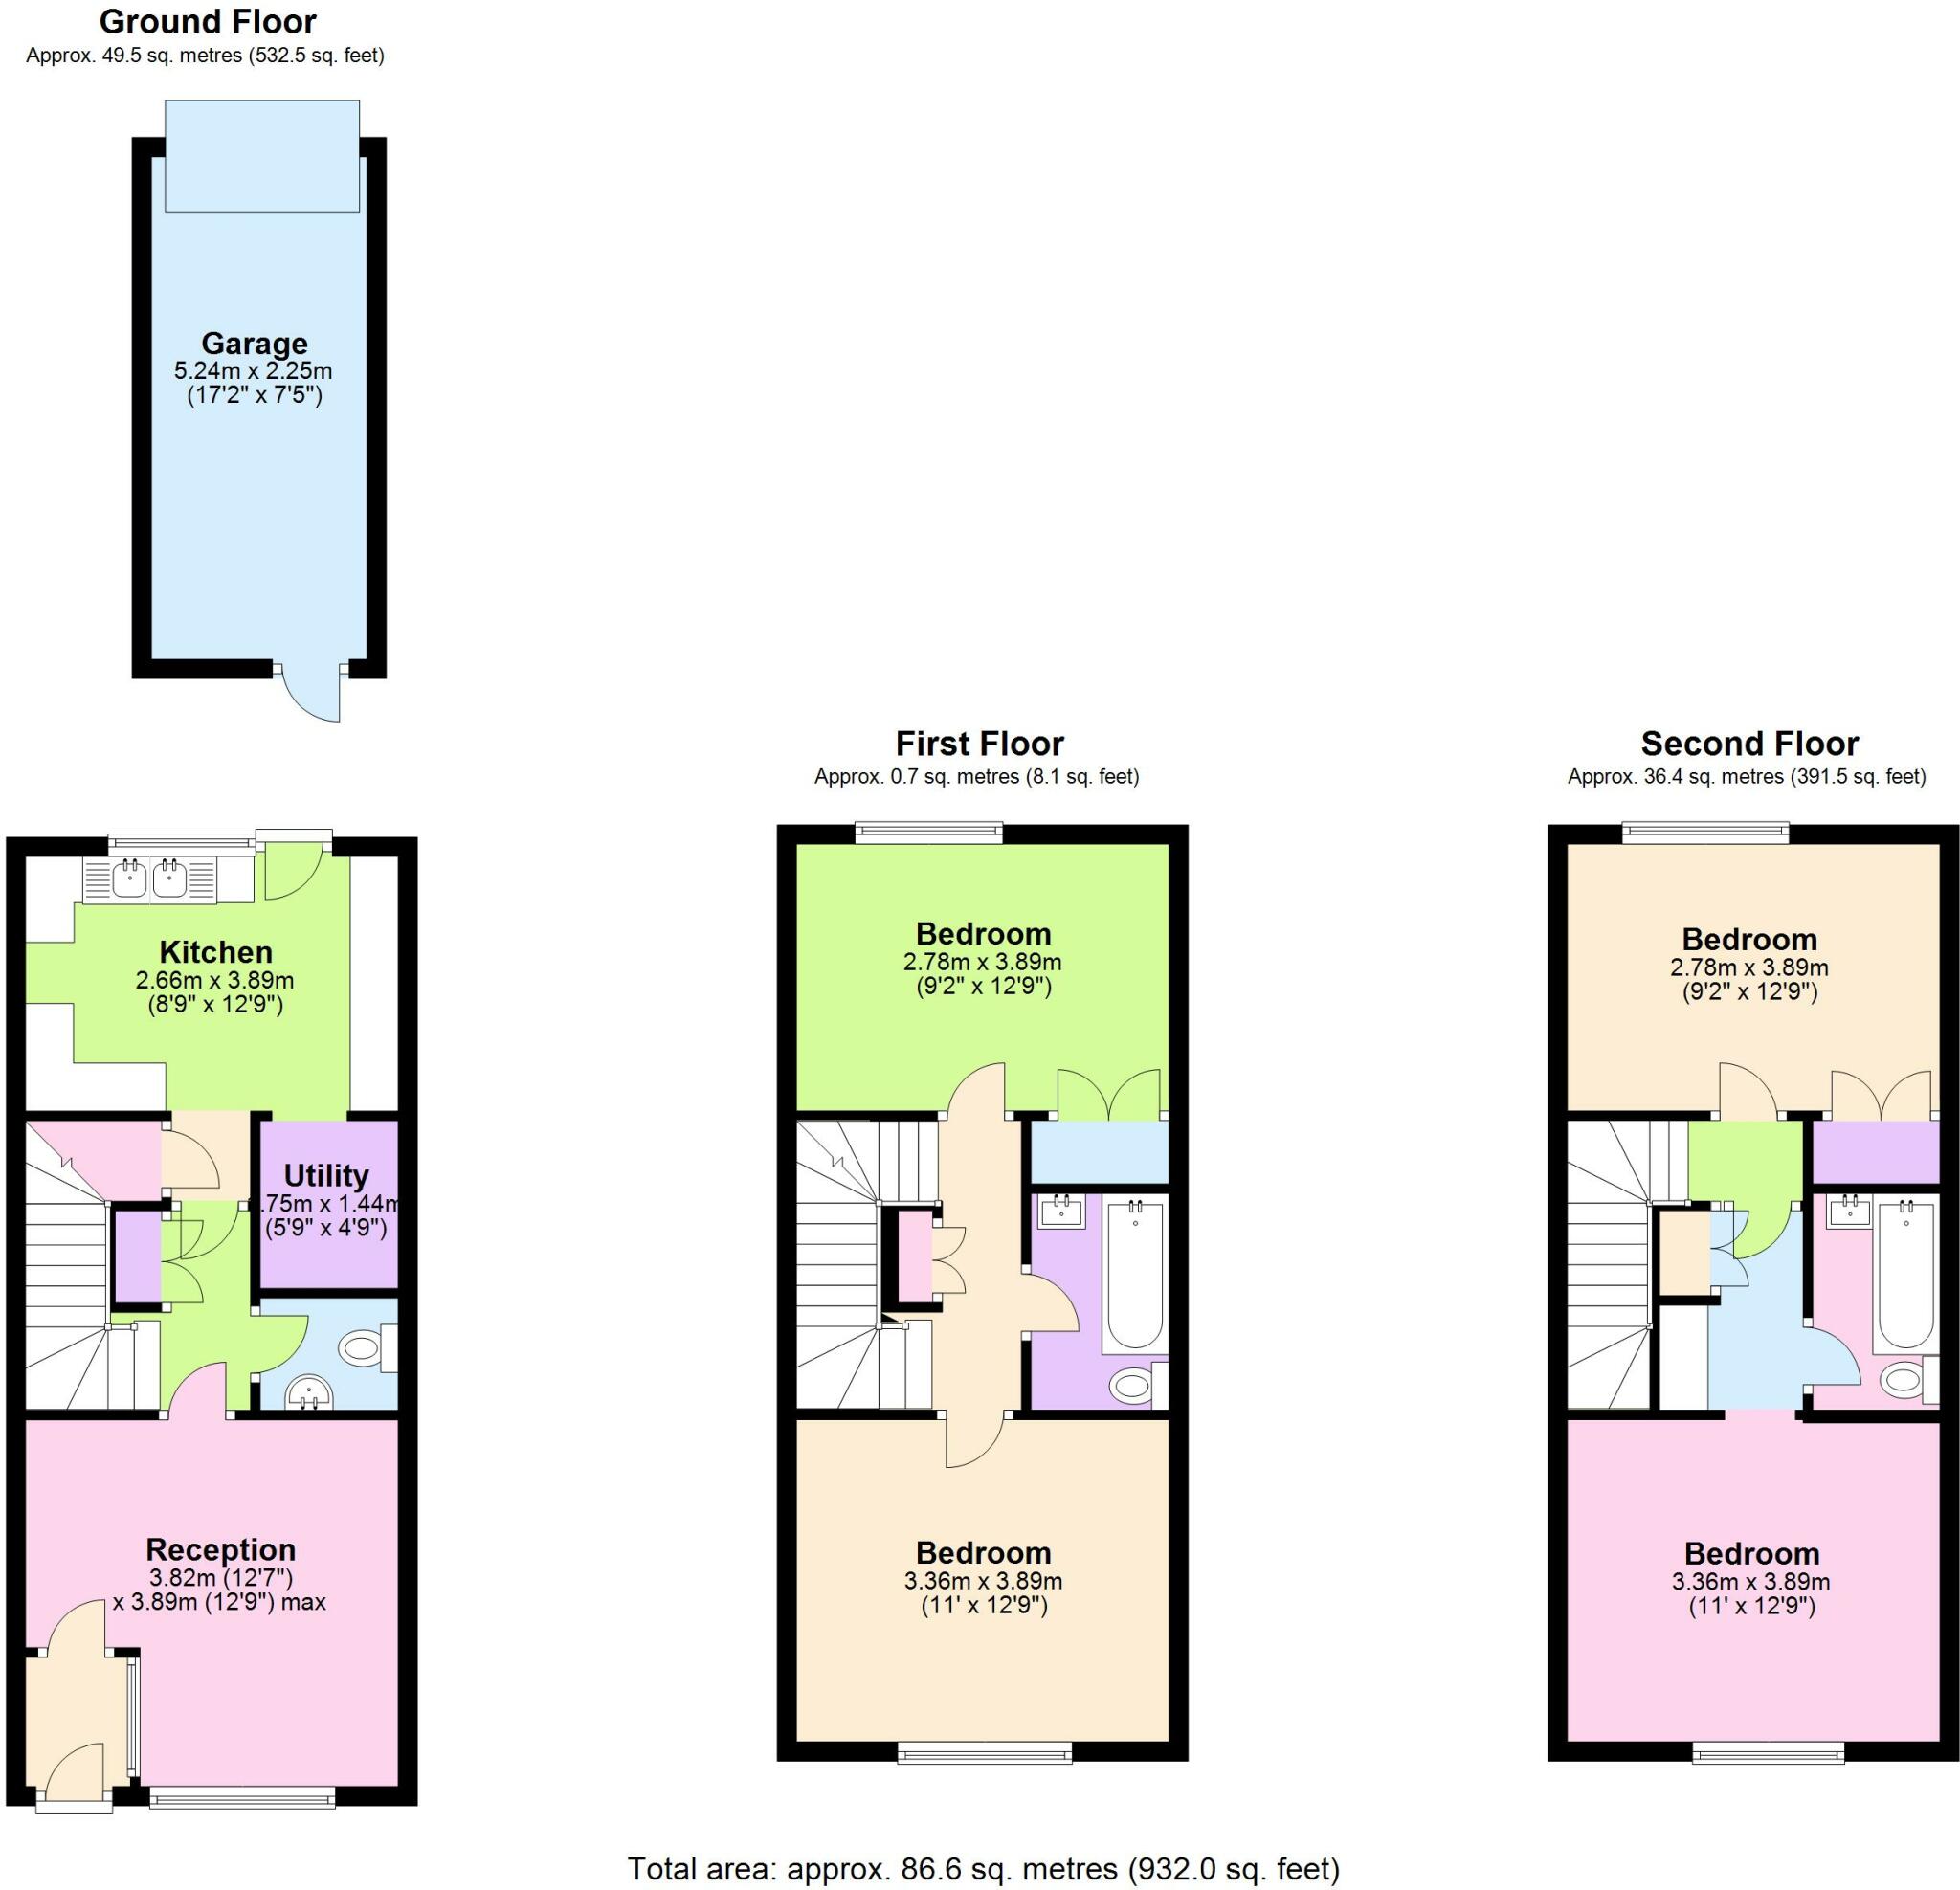 Ground Floor
Approx. 49.5 sq. metres (532.5 sq. feet)
Garage
5.24m x 2.25m
(17'2" x 7'5")
Kitchen
2.66m x 3.89m
(8'9" x 12'9")
Utility
.75m x 1.44m
(5'9" x 4'9")
Reception
3.82m (12'7")
x 3.89m (12'9") max
First Floor
Approx. 0.7 sq. metres (8.1 sq. feet)
Bedroom
2.78m x 3.89m
(9'2" x 12'9")
Bedroom
3.36m x 3.89m
(11' x 12'9")
Second Floor
Approx. 36.4 sq. metres (391.5 sq. feet)
Bedroom
2.78m x 3.89m
(9'2" x 12'9")
Bedroom
3.36m x 3.89m
(11' x 12'9")
Total area: approx. 86.6 sq. metres (932.0 sq. feet)